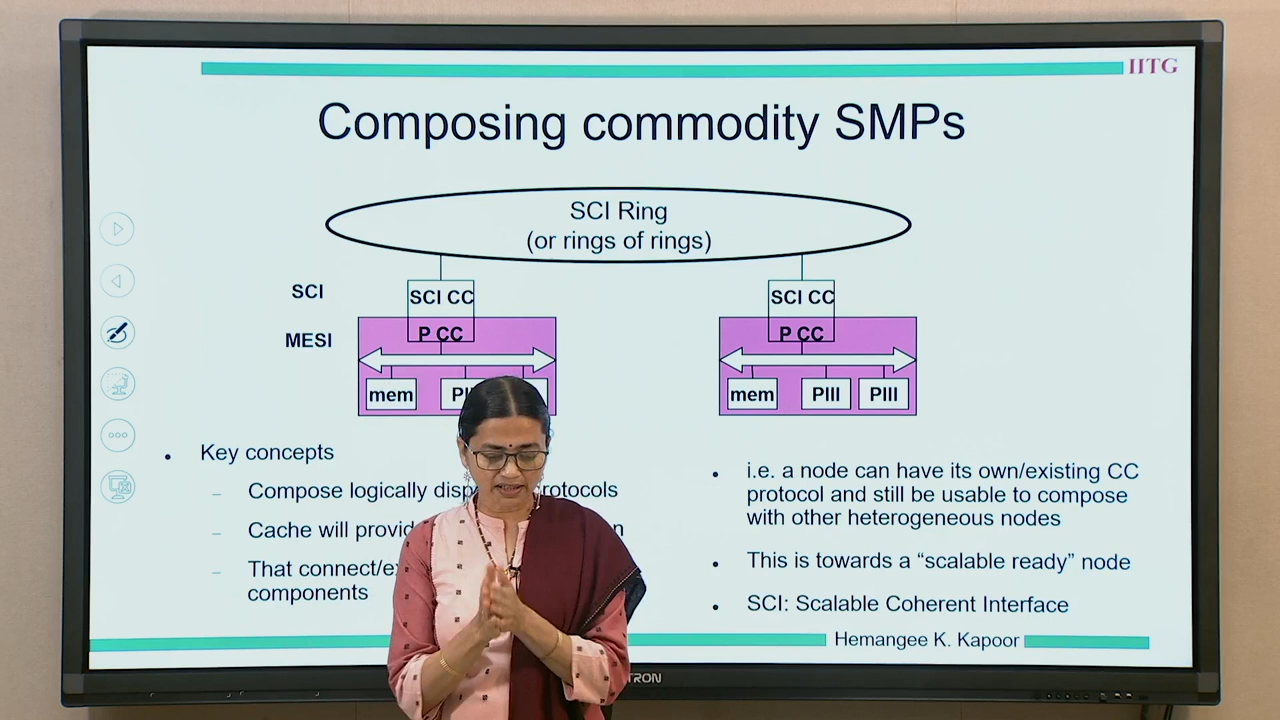 IITG
Composing commodity SMPs
SCI Ring
(or rings of rings)
SCI
SCI CC
SCI CC
MESI
P CC
P CC
mem
mem
PIII
PIII
Key concepts
Compose logically
Cache will
That
components
i.e. a node can have its own/existing CC
protocol and still be usable to compose
with other heterogeneous nodes
This is towards a “scalable ready” node
SCI: Scalable Coherent Interface
Hemangee K. Kapoor